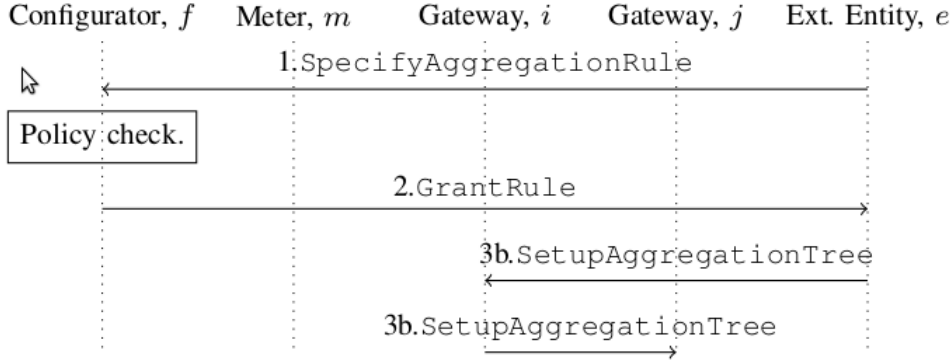 Configurator, f Meter, m Gateway, i Gateway, j Ext. Entity, e
1.SpecifyAggregationRule
Policy check.
2.GrantRule
3b.SetupAggregationTree
3b.SetupAggregationTree